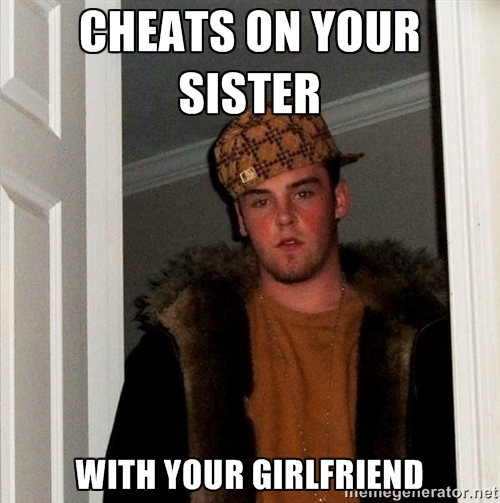 CHEATS ON YOUR
SISTER
WITH YOUR GIRLFRIEND
memegenerator.net